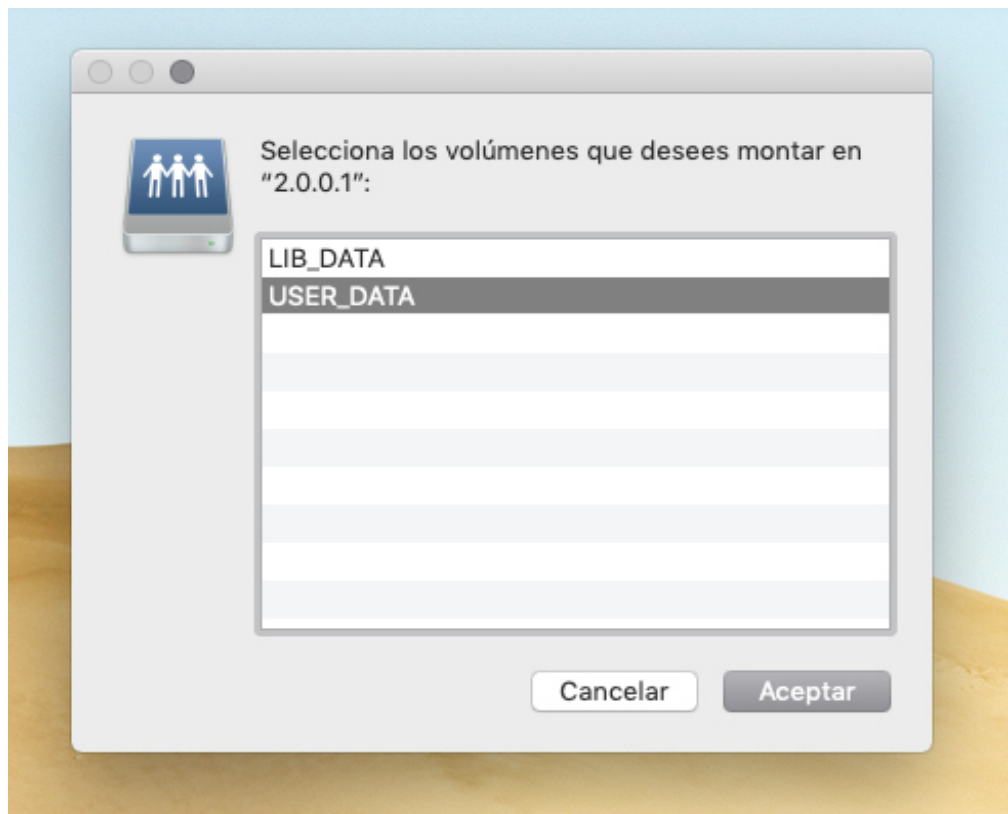 Selecciona los volúmenes que desees montar en
"2.0.0.1":
LIB_DATA
USER_DATA
Cancelar
Aceptar